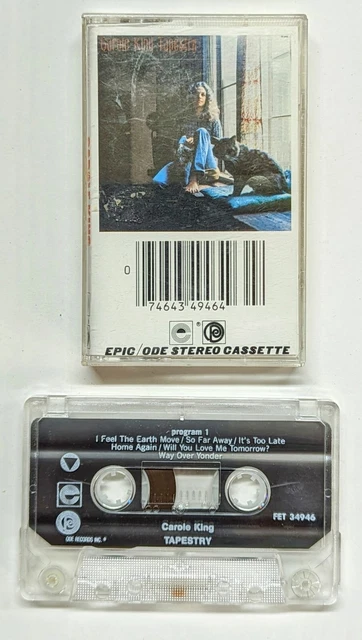 Carole King Tapestry
0 74643 49464
e ®
EPIC/ODE STEREO CASSETTE
program 1
I Feel The Earth Move/So Far Away/It's Too Late
Home Again/Will You Love Me Tomorrow?
Way Over Yonder
e
FET 34946
ODE RECORDS INC.
Carole King
TAPESTRY